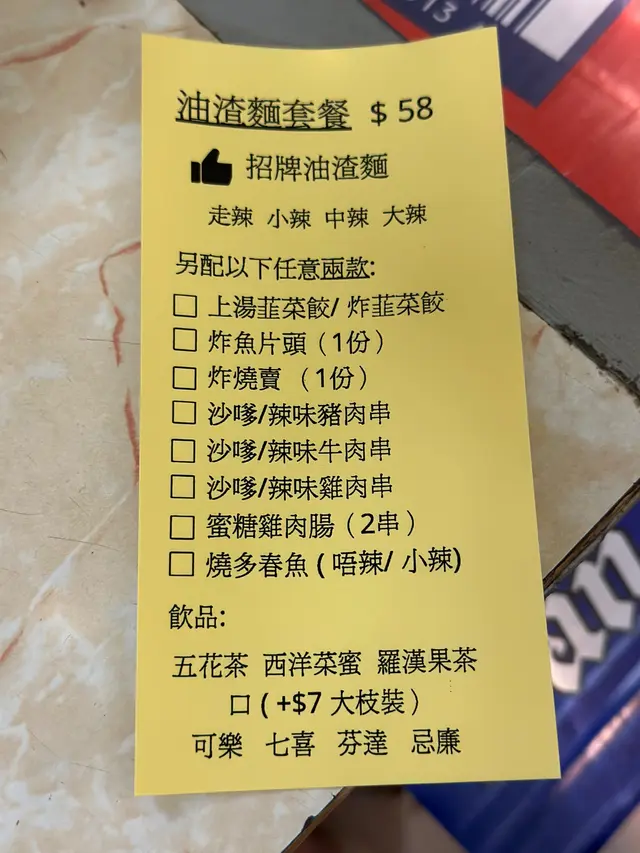 油渣麵套餐 $ 58
招牌油渣麵
走辣 小辣 中辣 大辣
另配以下任意兩款:
□ 上湯韮菜餃/ 炸韮菜餃
□ 炸魚片頭（1份）
□ 炸燒賣 （1份）
□ 沙嗲/辣味豬肉串
□ 沙嗲/辣味牛肉串
□ 沙嗲/辣味雞肉串
□ 蜜糖雞肉腸（2串）
□ 燒多春魚 ( 唔辣/ 小辣)
飲品:
五花茶 西洋菜蜜 羅漢果茶
口 ( +$7 大枝裝）
可樂 七喜 芬達 忌廉
an